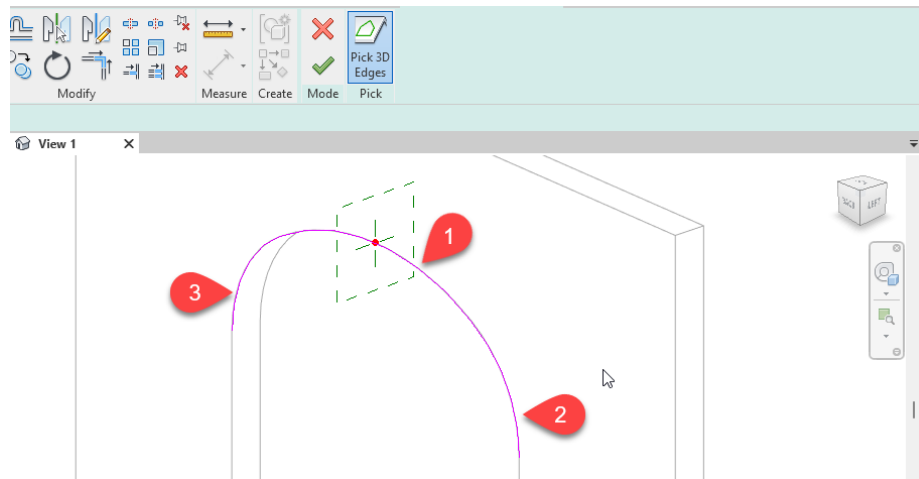 Pick 3D
Edges
Modify
Measure
Create
Mode
Pick
View 1
1
3
2
LEFT